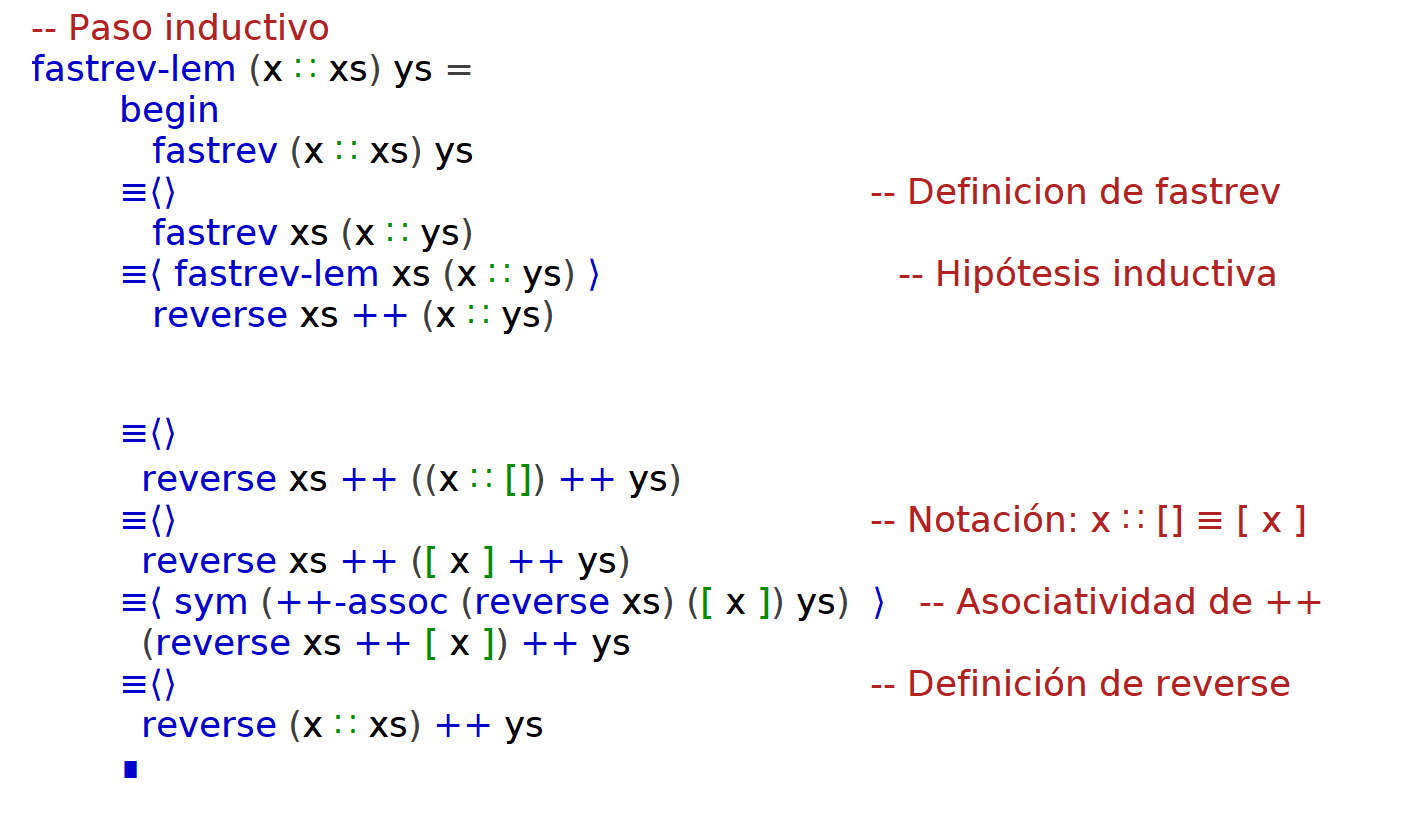 -- Paso inductivo
fastrev-lem (x ∷ xs) ys =
begin
fastrev (x ∷ xs) ys
≡⟨⟩ -- Definicion de fastrev
fastrev xs (x ∷ ys)
≡⟨ fastrev-lem xs (x ∷ ys) ⟩ -- Hipótesis inductiva
reverse xs ++ (x ∷ ys)
≡⟨⟩
reverse xs ++ ((x ∷ []) ++ ys)
≡⟨⟩ -- Notación: x ∷ [] ≡ [ x ]
reverse xs ++ ([ x ] ++ ys)
≡⟨ sym (++-assoc (reverse xs) ([ x ]) ys) ⟩ -- Asociatividad de ++
(reverse xs ++ [ x ]) ++ ys
≡⟨⟩ -- Definición de reverse
reverse (x ∷ xs) ++ ys
∎